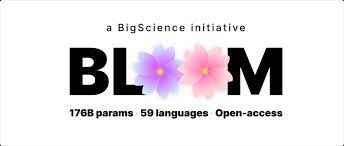 a BigScience initiative
BLOOM
176B params · 59 languages · Open-access